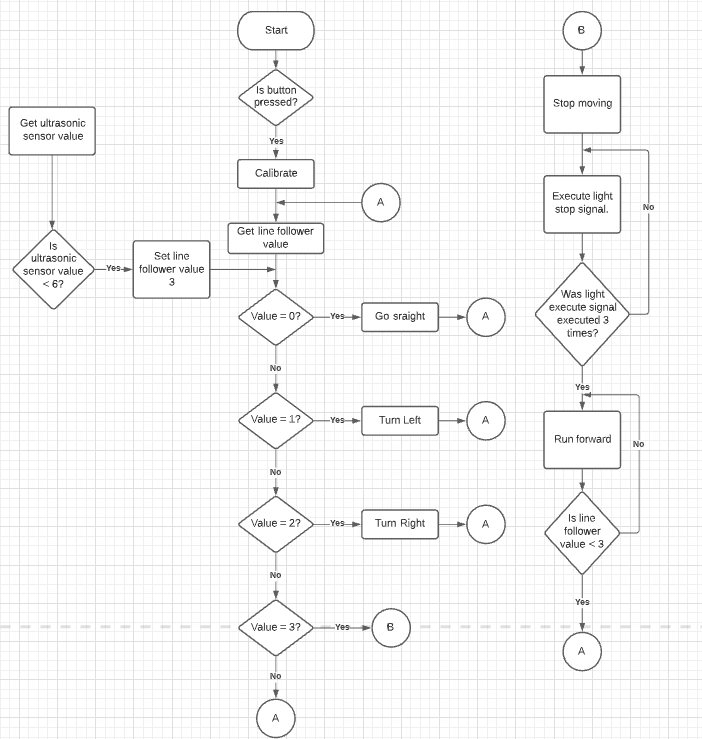 Start
Is button
pressed?
Yes
Calibrate
A
Get line follower
value
Get ultrasonic
sensor value
Is
ultrasonic
sensor value
< 6?
Yes
Set line
follower value
3
Value = 0?
Yes
Go sraight
A
No
Value = 1?
Yes
Turn Left
A
No
Value = 2?
Yes
Turn Right
A
No
Value = 3?
Yes
B
No
A
B
Stop moving
Execute light
stop signal.
No
Was light
execute signal
executed 3
times?
Yes
Run forward
No
Is line
follower
value < 3
Yes
A